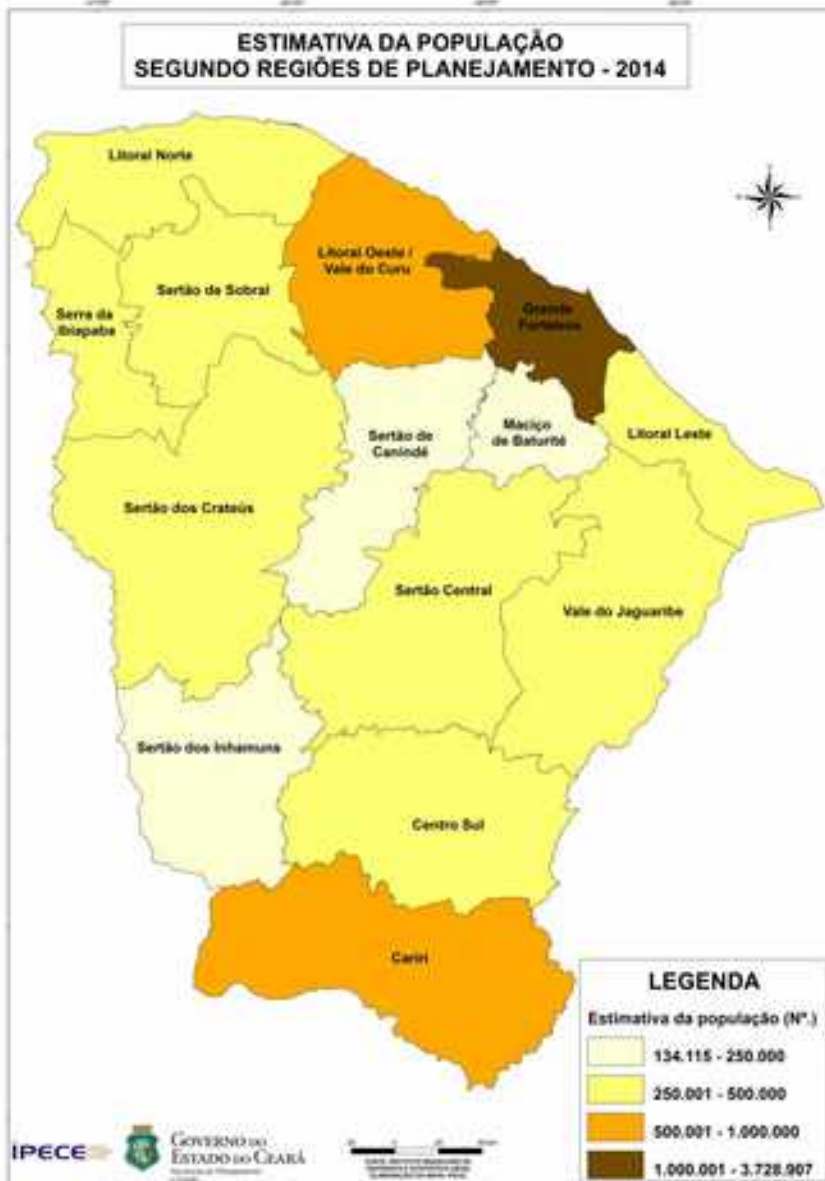 ESTIMATIVA DA POPULAÇÃO
SEGUNDO REGIÕES DE PLANEJAMENTO - 2014
Litoral Norte
Litoral Oeste /
Vale do Curu
Sertão de Sobral
Serra da
Ibiapaba
Grande
Fortaleza
Sertão de
Canindé
Maciço
de Baturité
Litoral Leste
Sertão dos Crateús
Sertão Central
Vale do Jaguaribe
Sertão dos Inhamuns
Centro Sul
Cariri
LEGENDA
Estimativa da população (Nº.)
134.115 - 250.000
250.001 - 500.000
500.001 - 1.000.000
1.000.001 - 3.728.907
IPECE
GOVERNO DO
ESTADO DO CEARÁ